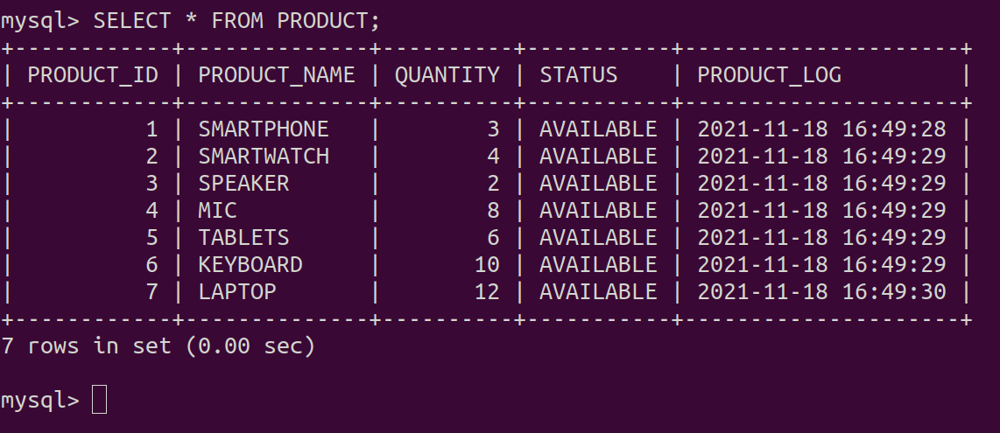 mysql> SELECT * FROM PRODUCT;
+------------+--------------+----------+-----------+---------------------+
| PRODUCT_ID | PRODUCT_NAME | QUANTITY | STATUS    | PRODUCT_LOG         |
+------------+--------------+----------+-----------+---------------------+
|          1 | SMARTPHONE   |        3 | AVAILABLE | 2021-11-18 16:49:28 |
|          2 | SMARTWATCH   |        4 | AVAILABLE | 2021-11-18 16:49:29 |
|          3 | SPEAKER      |        2 | AVAILABLE | 2021-11-18 16:49:29 |
|          4 | MIC          |        8 | AVAILABLE | 2021-11-18 16:49:29 |
|          5 | TABLETS      |        6 | AVAILABLE | 2021-11-18 16:49:29 |
|          6 | KEYBOARD     |       10 | AVAILABLE | 2021-11-18 16:49:29 |
|          7 | LAPTOP       |       12 | AVAILABLE | 2021-11-18 16:49:30 |
+------------+--------------+----------+-----------+---------------------+
7 rows in set (0.00 sec)
mysql>